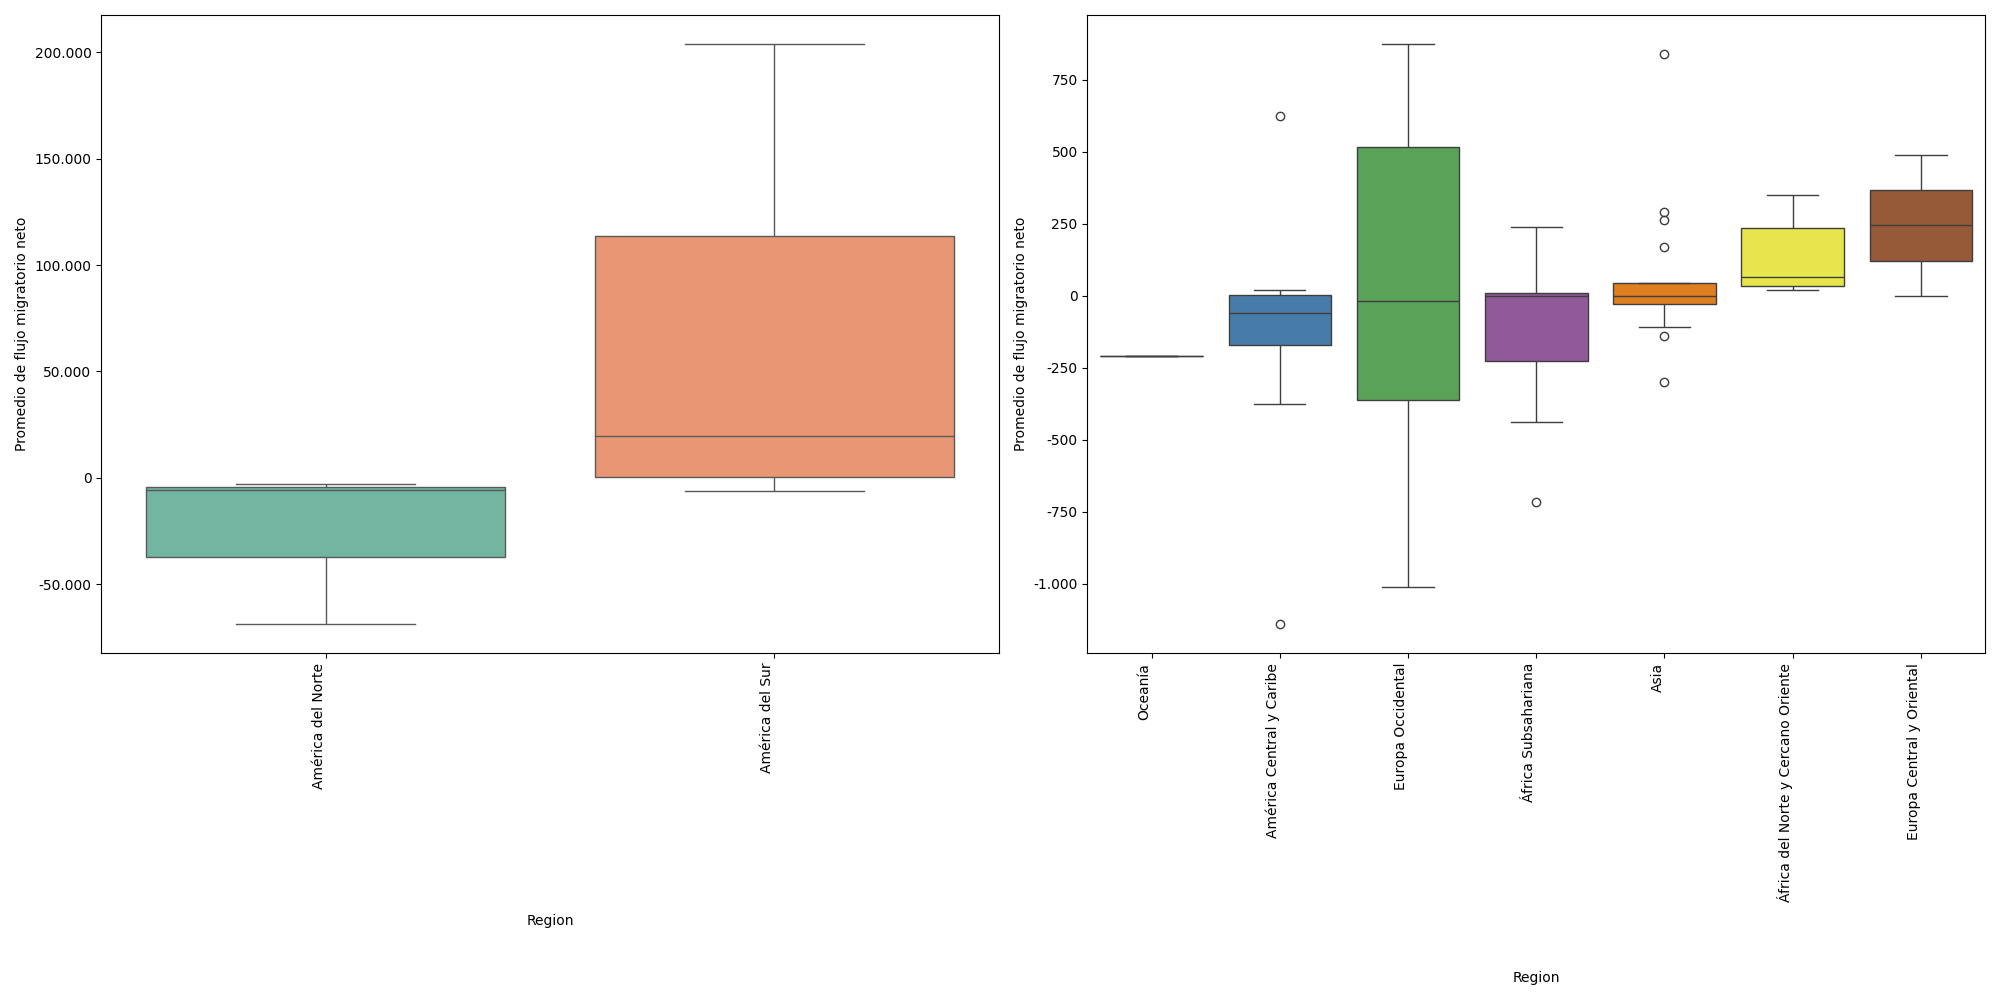 200.000
150.000
100.000
50.000
0
-50.000
Promedio de flujo migratorio neto
América del Norte
América del Sur
Region
750
500
250
0
-250
-500
-750
-1.000
Promedio de flujo migratorio neto
Oceanía
América Central y Caribe
Europa Occidental
África Subsahariana
Asia
África del Norte y Cercano Oriente
Europa Central y Oriental
Region